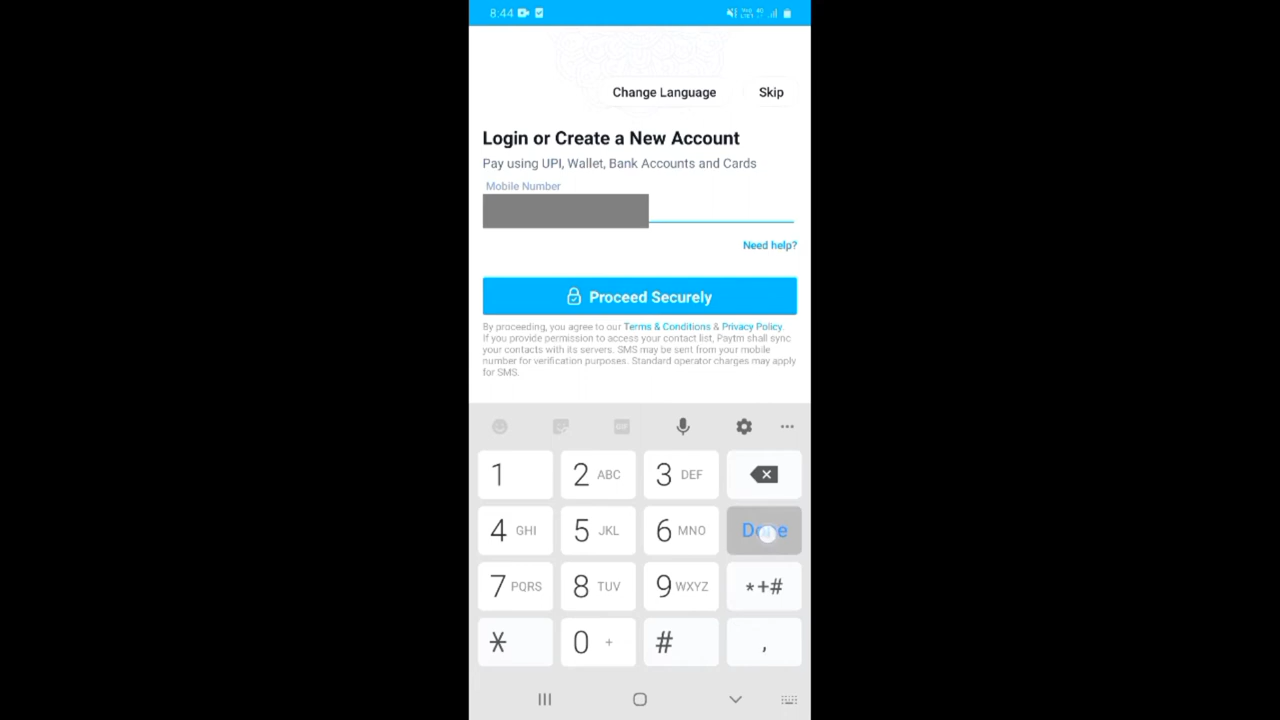 8:44
Change Language
Skip
Login or Create a New Account
Pay using UPI, Wallet, Bank Accounts and Cards
Mobile Number
Need help?
Proceed Securely
By proceeding, you agree to our Terms & Conditions & Privacy Policy.
If you provide permission to access your contact list, Paytm shall sync
your contacts with its servers. SMS may be sent from your mobile
number for verification purposes. Standard operator charges may apply
for SMS.
GIF
1 2 ABC 3 DEF
4 GHI 5 JKL 6 MNO Done
7 PQRS 8 TUV 9 WXYZ *+#
* 0 + # ,